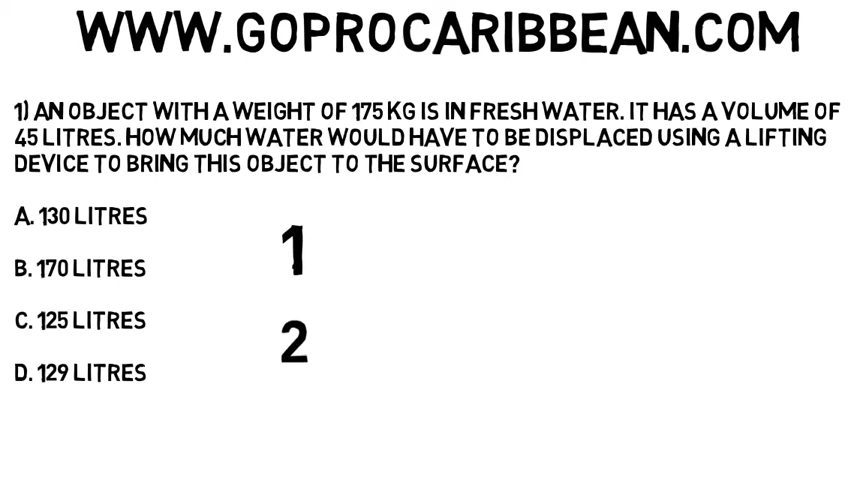 WWW.GOPROCARIBBEAN.COM
1) AN OBJECT WITH A WEIGHT OF 175 KG IS IN FRESH WATER. IT HAS A VOLUME OF
45 LITRES. HOW MUCH WATER WOULD HAVE TO BE DISPLACED USING A LIFTING
DEVICE TO BRING THIS OBJECT TO THE SURFACE?
A. 130 LITRES
1
B. 170 LITRES
C. 125 LITRES
2
D. 129 LITRES